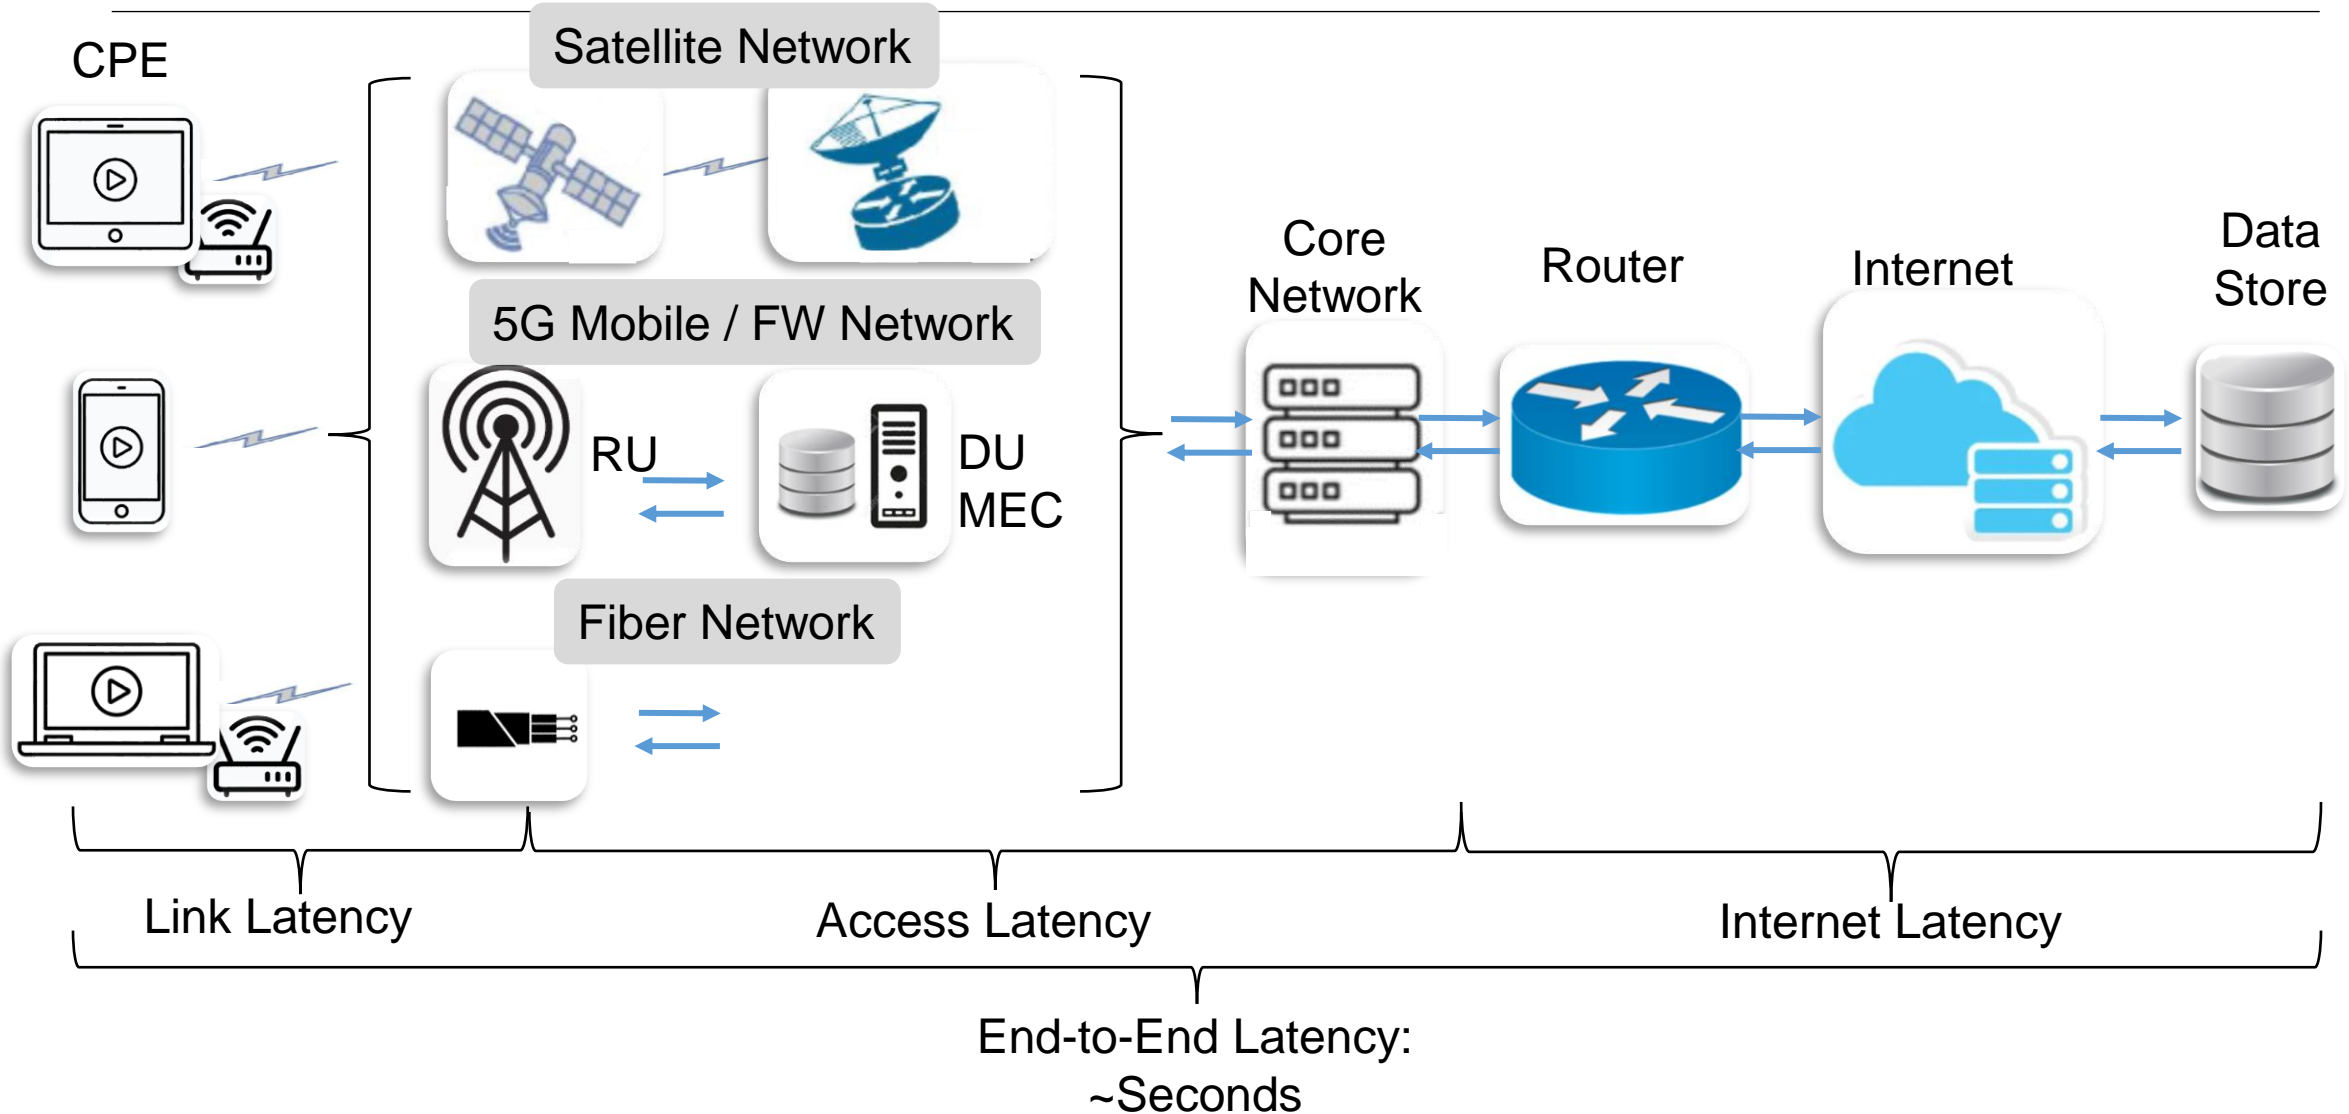 CPE
Satellite Network
5G Mobile / FW Network
RU
DU
MEC
Fiber Network
Core
Network
Router
Internet
Data
Store
Link Latency
Access Latency
Internet Latency
End-to-End Latency:
~Seconds